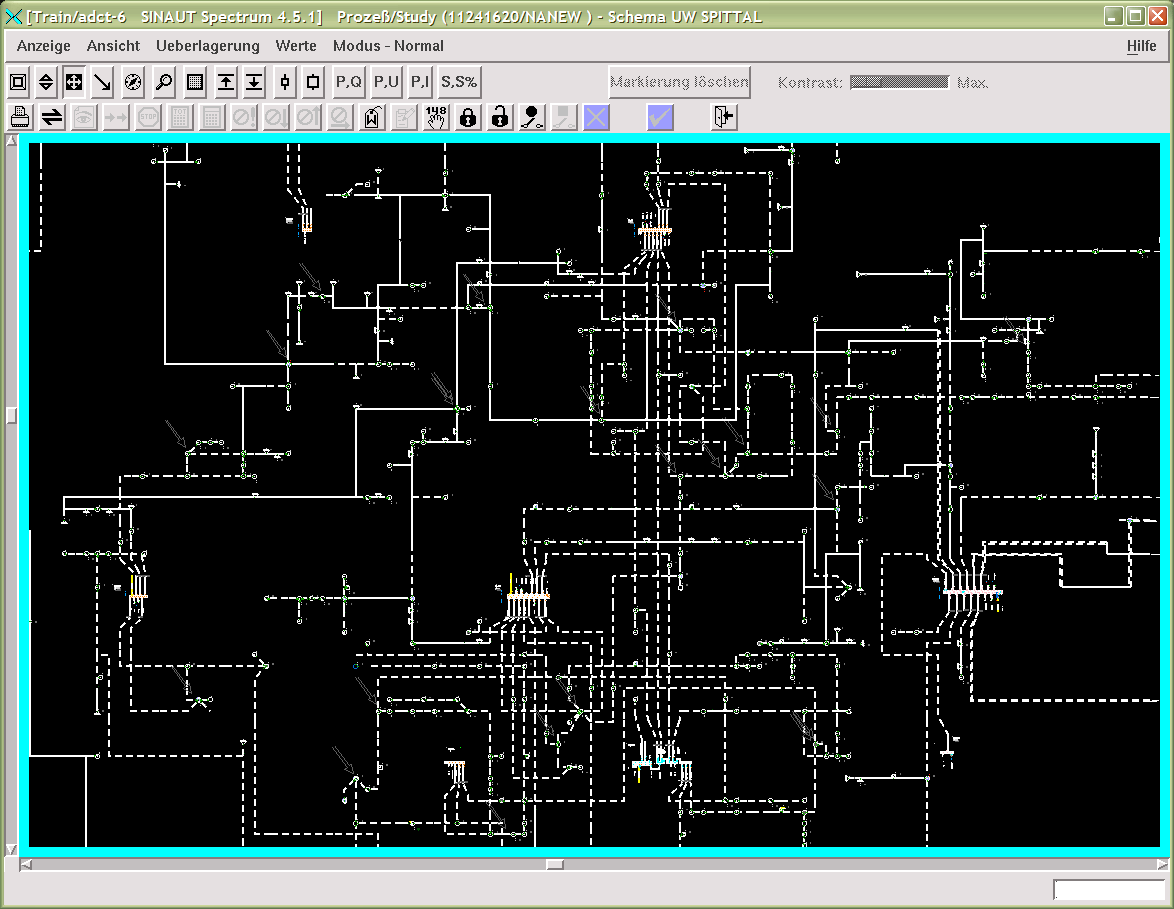 [Train/adct-6 SINAUT Spectrum 4.5.1] Prozeß/Study (11241620/NANEW ) - Schema UW SPITTAL
Anzeige Ansicht Ueberlagerung Werte Modus - Normal Hilfe
P,Q P,U P,I S,S% Markierung löschen Kontrast: Max.
STOP 148